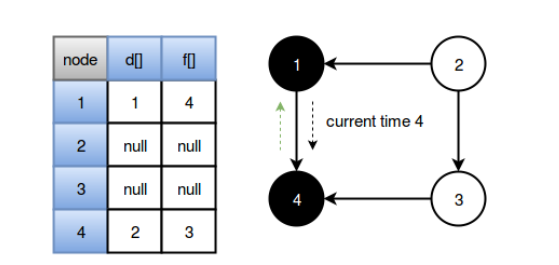 node d[] f[]
1 1 4
2 null null
3 null null
4 2 3
1 2
current time 4
4 3